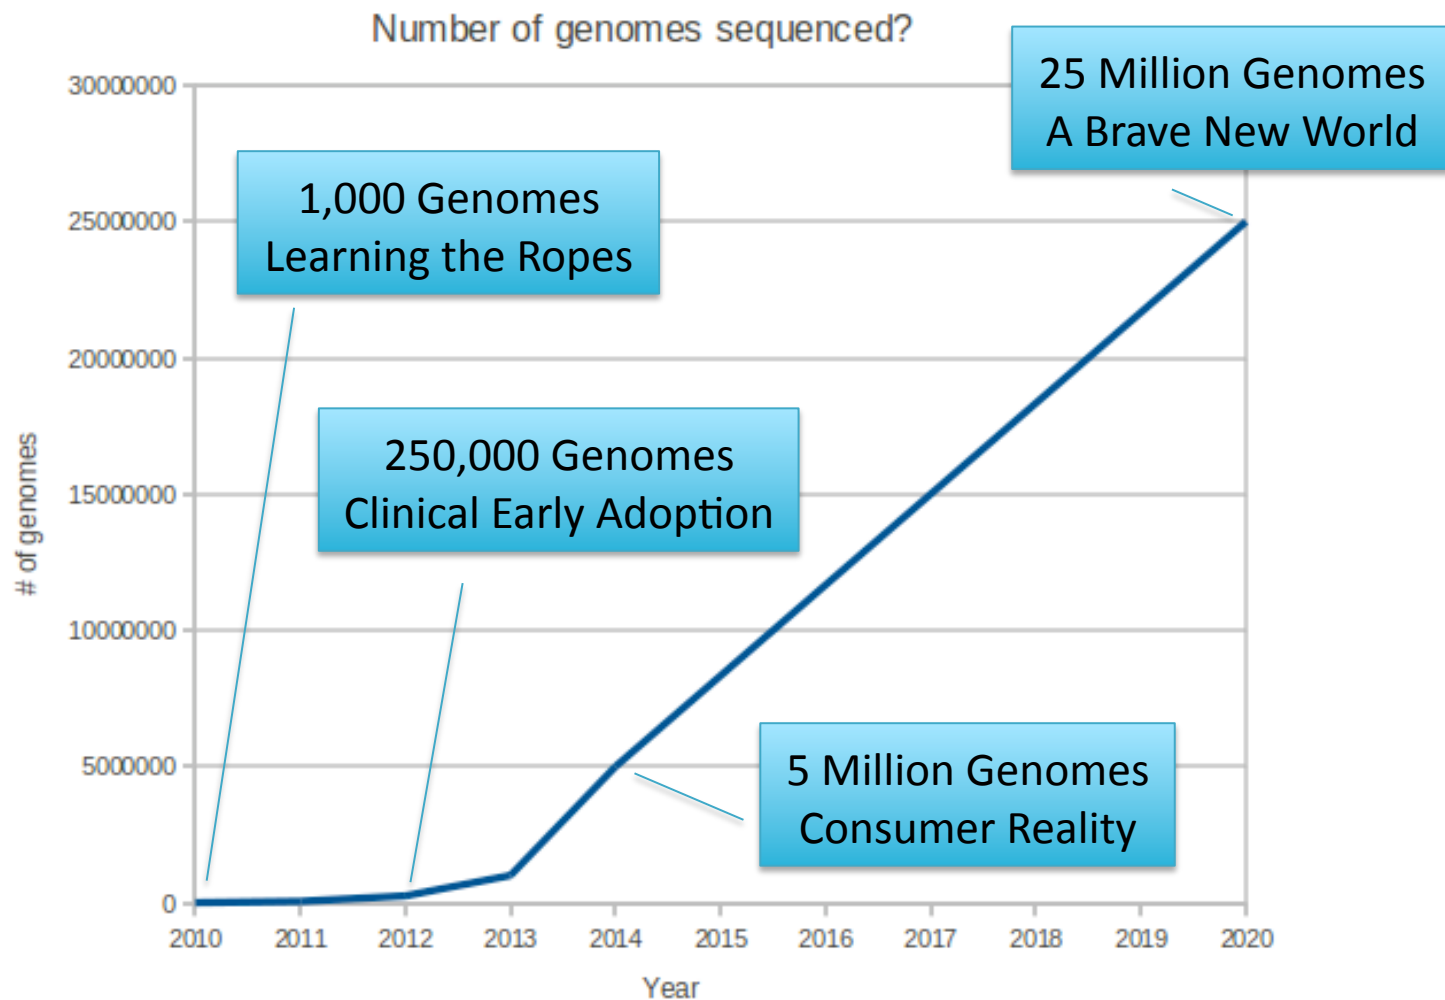 Number of genomes sequenced?
25 Million Genomes
A Brave New World
1,000 Genomes
Learning the Ropes
250,000 Genomes
Clinical Early Adoption
5 Million Genomes
Consumer Reality
# of genomes
30000000
25000000
20000000
15000000
10000000
5000000
0
2010 2011 2012 2013 2014 2015 2016 2017 2018 2019 2020
Year